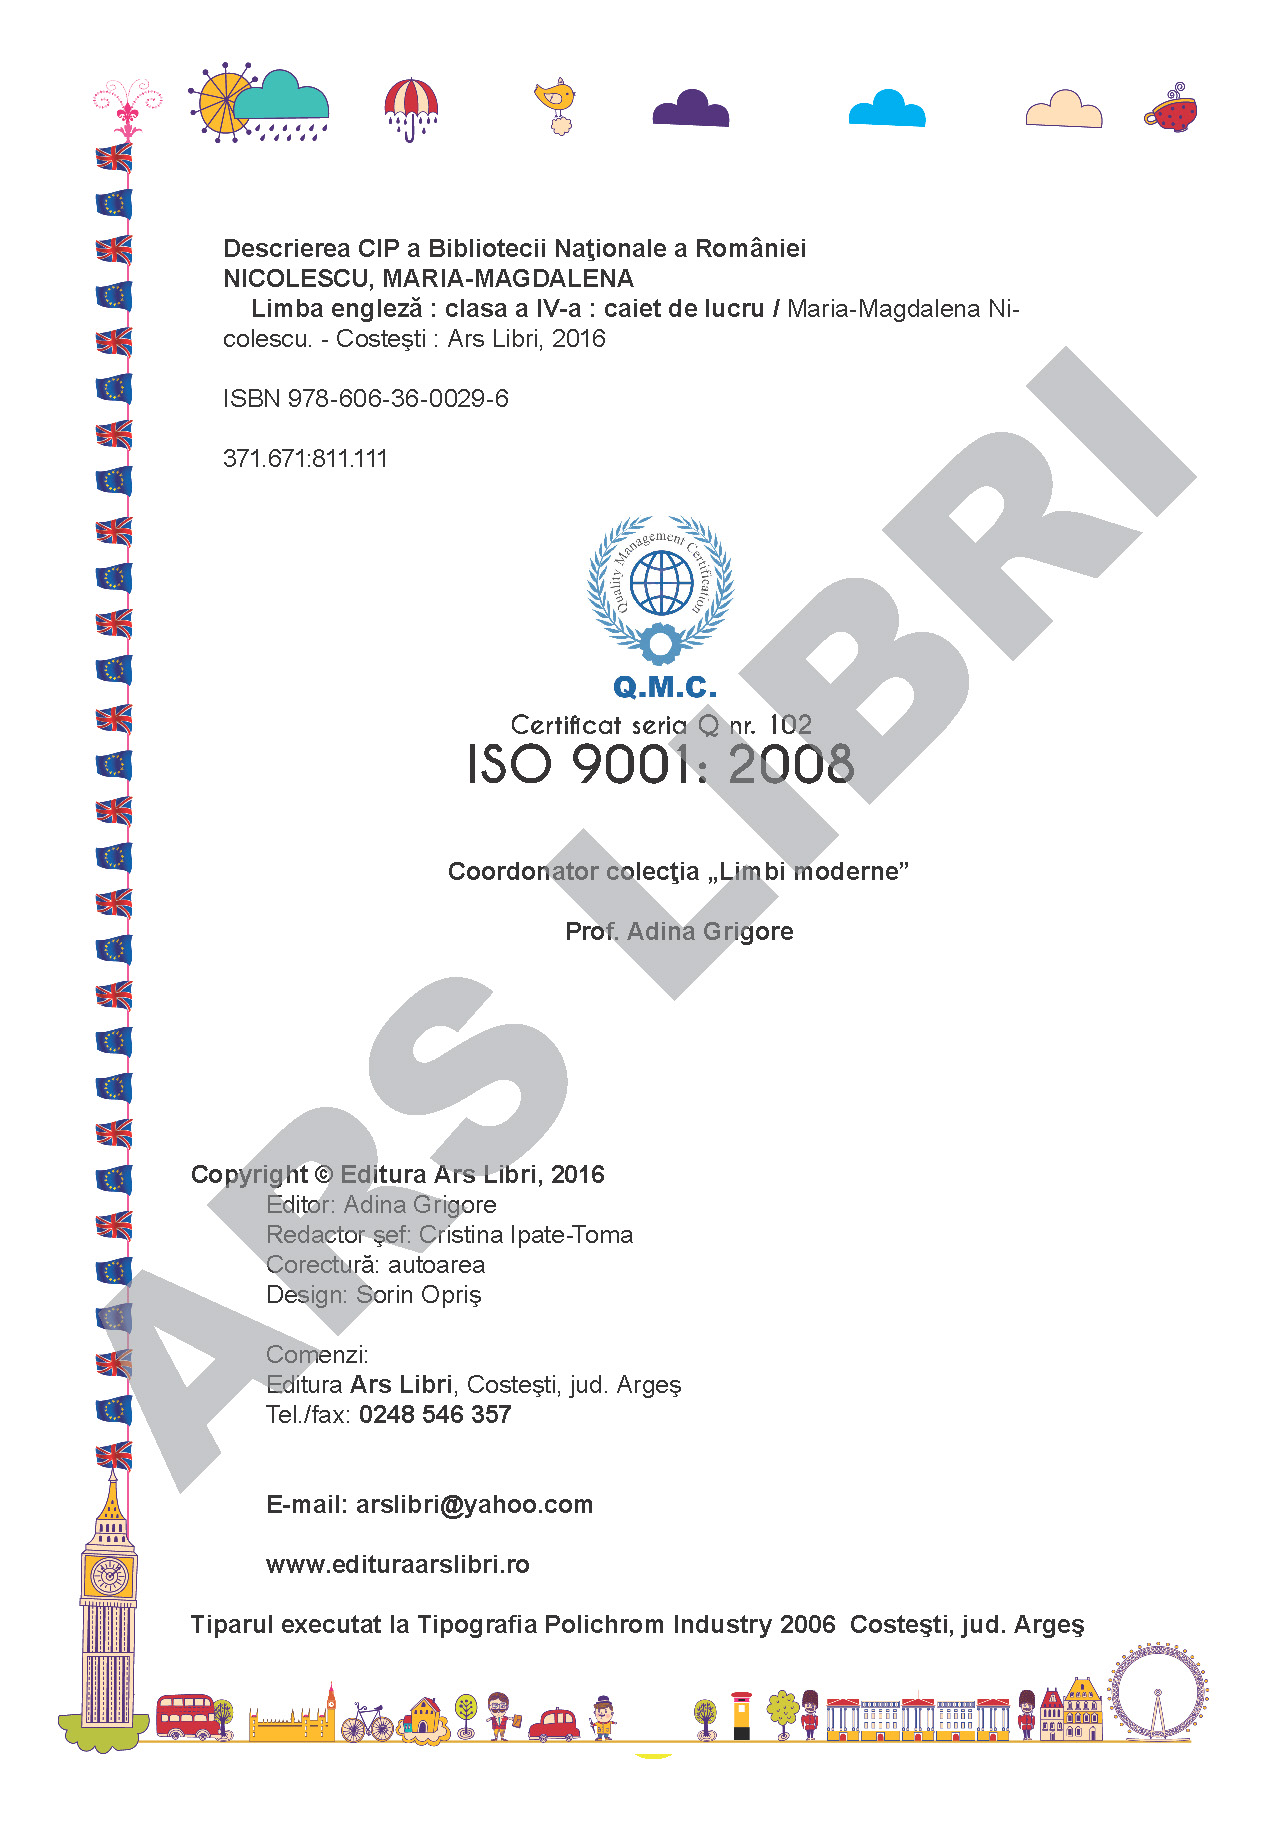 Descrierea CIP a Bibliotecii Naţionale a României
NICOLESCU, MARIA-MAGDALENA
Limba engleză : clasa a IV-a : caiet de lucru / Maria-Magdalena Ni-
colescu. - Costeşti : Ars Libri, 2016
ISBN 978-606-36-0029-6
371.671:811.111
Quality Management Certification
Q.M.C.
Certificat seria Q nr. 102
ISO 9001: 2008
Coordonator colecţia „Limbi moderne”
Prof. Adina Grigore
ARS LIBRI
Copyright © Editura Ars Libri, 2016
Editor: Adina Grigore
Redactor şef: Cristina Ipate-Toma
Corectură: autoarea
Design: Sorin Opriş
Comenzi:
Editura Ars Libri, Costeşti, jud. Argeş
Tel./fax: 0248 546 357
E-mail: arslibri@yahoo.com
www.edituraarslibri.ro
Tiparul executat la Tipografia Polichrom Industry 2006 Costeşti, jud. Argeş